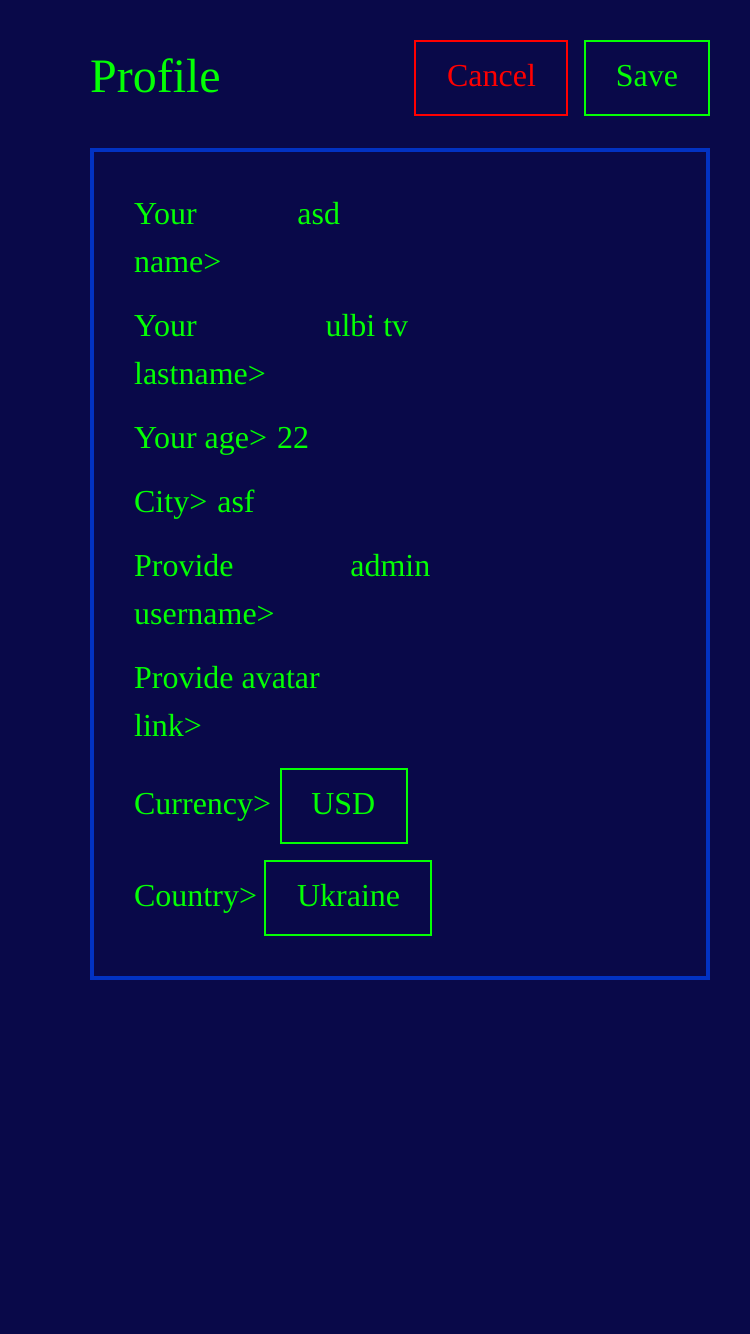 Profile Cancel Save
Your asd
name>
Your ulbi tv
lastname>
Your age> 22
City> asf
Provide admin
username>
Provide avatar
link>
Currency> USD
Country> Ukraine